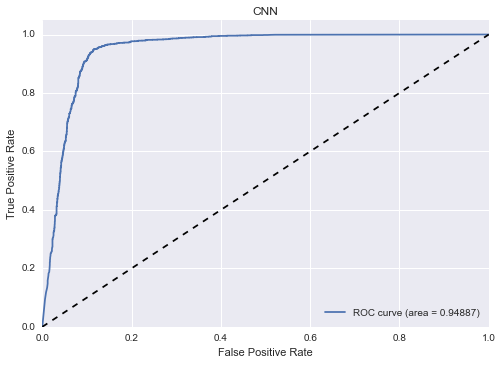 CNN
1.0
0.8
0.6
0.4
0.2
0.0
True Positive Rate
ROC curve (area = 0.94887)
0.0 0.2 0.4 0.6 0.8 1.0
False Positive Rate